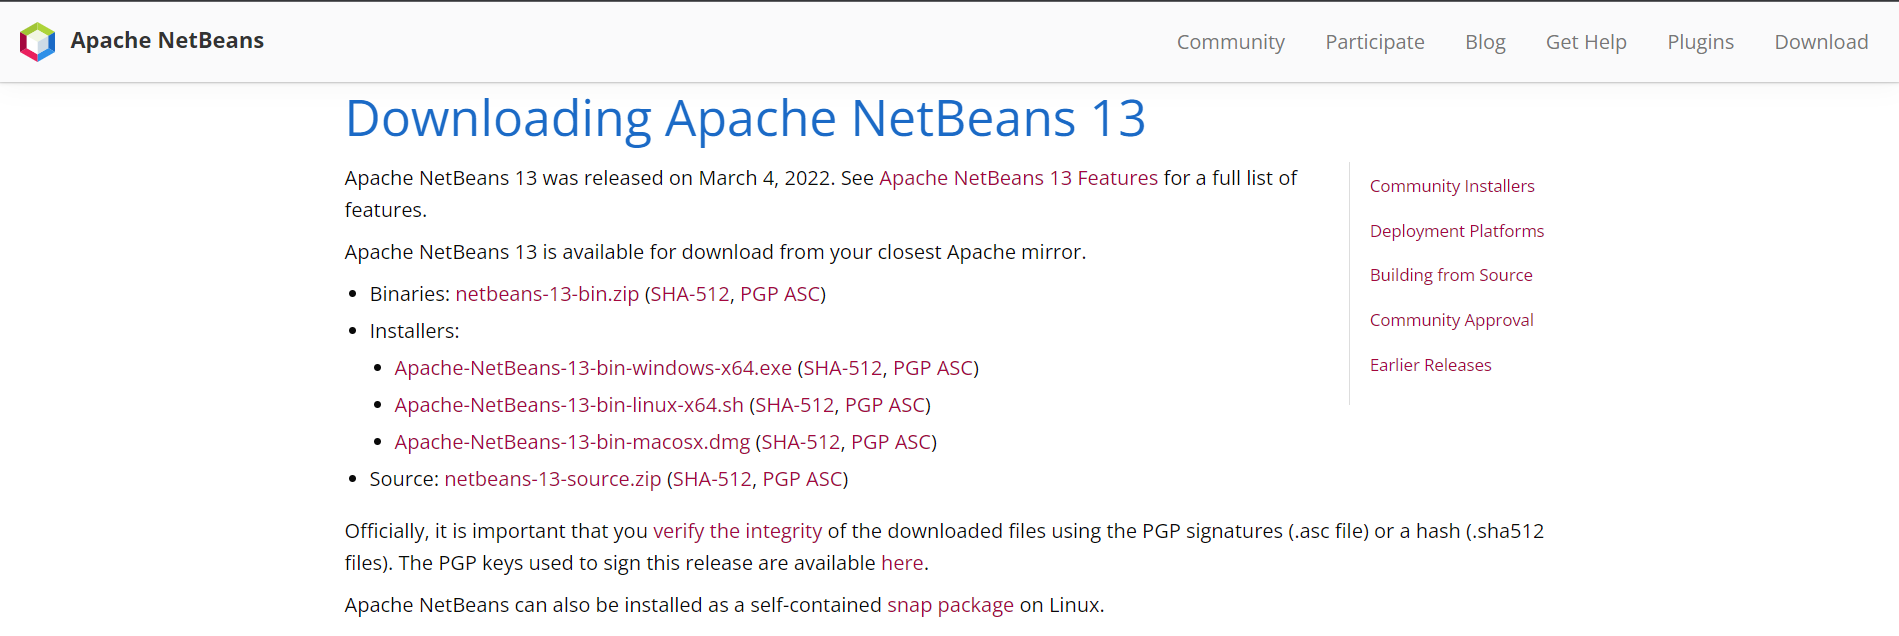 Apache NetBeans
Community Participate Blog Get Help Plugins Download
Downloading Apache NetBeans 13
Apache NetBeans 13 was released on March 4, 2022. See Apache NetBeans 13 Features for a full list of
features.
Apache NetBeans 13 is available for download from your closest Apache mirror.
• Binaries: netbeans-13-bin.zip (SHA-512, PGP ASC)
• Installers:
• Apache-NetBeans-13-bin-windows-x64.exe (SHA-512, PGP ASC)
• Apache-NetBeans-13-bin-linux-x64.sh (SHA-512, PGP ASC)
• Apache-NetBeans-13-bin-macosx.dmg (SHA-512, PGP ASC)
• Source: netbeans-13-source.zip (SHA-512, PGP ASC)
Officially, it is important that you verify the integrity of the downloaded files using the PGP signatures (.asc file) or a hash (.sha512
files). The PGP keys used to sign this release are available here.
Apache NetBeans can also be installed as a self-contained snap package on Linux.
Community Installers
Deployment Platforms
Building from Source
Community Approval
Earlier Releases